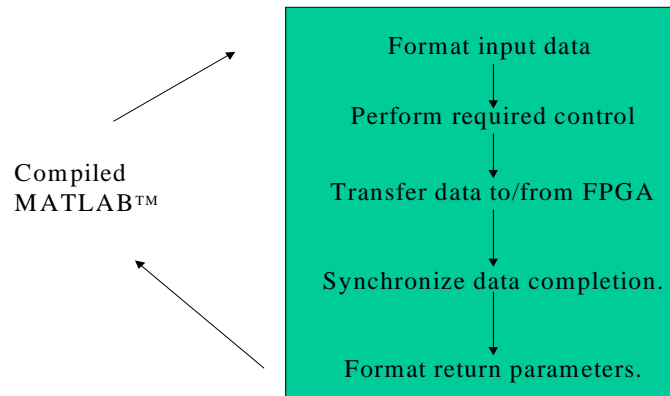 Format input data
Perform required control
Compiled
MATLAB™
Transfer data to/from FPGA
Synchronize data completion.
Format return parameters.